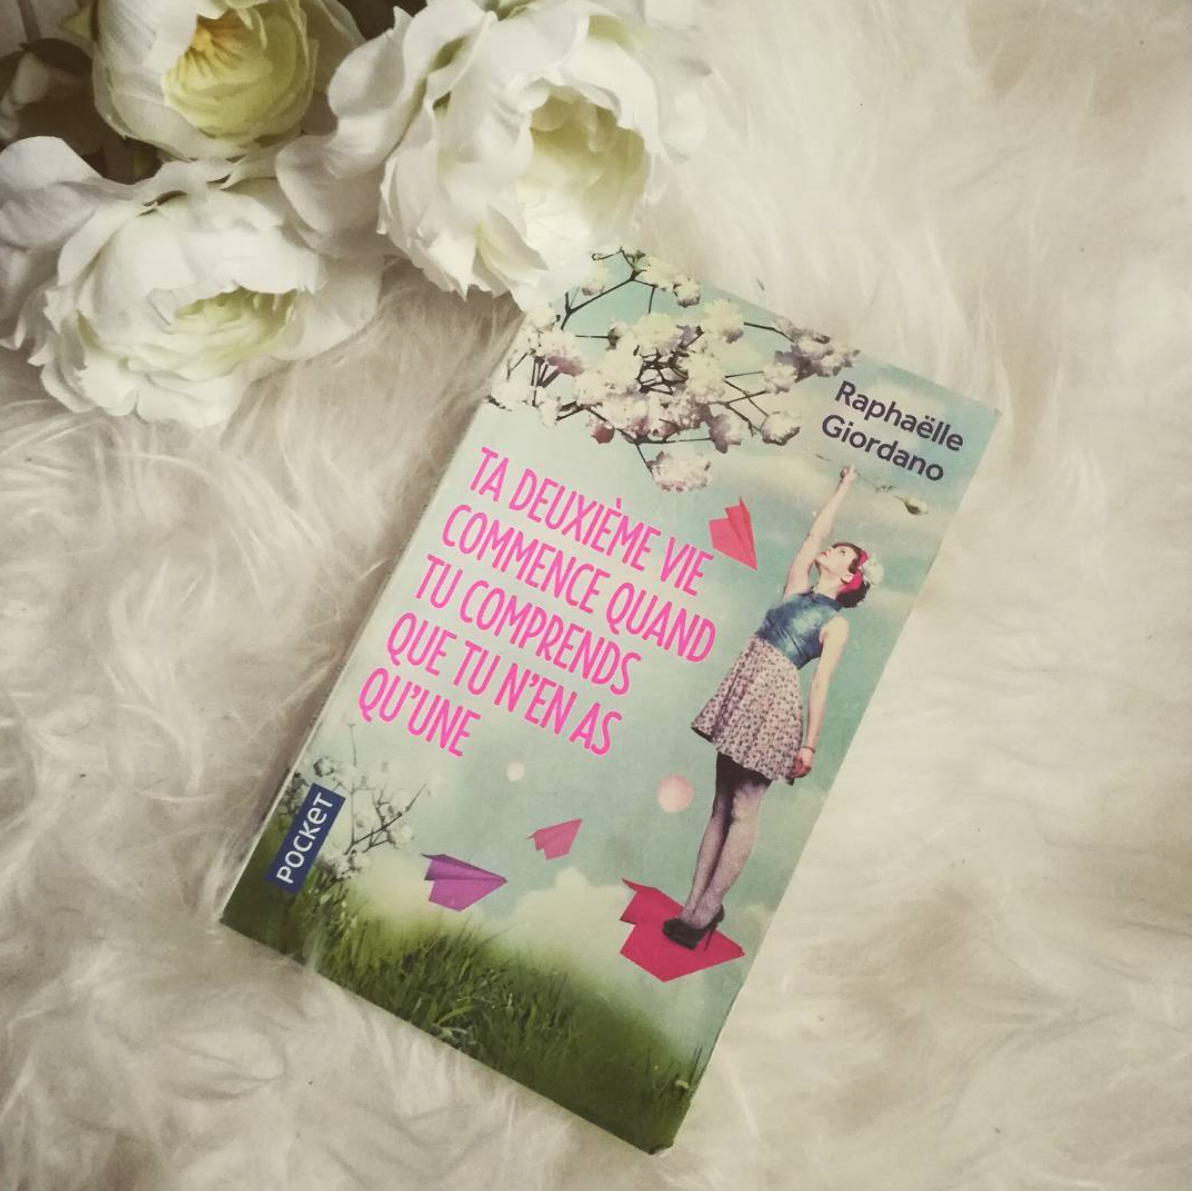 Raphaëlle
Giordano
TA DEUXIÈME VIE
COMMENCE QUAND
TU COMPRENDS
QUE TU N'EN AS
QU'UNE
POCKET